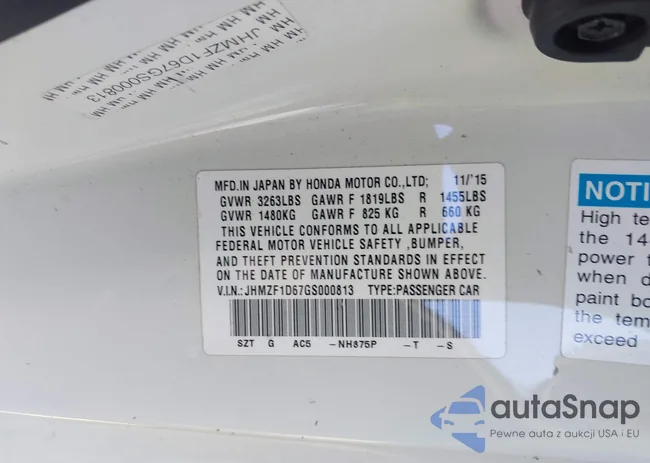 HM HM HM HM HM HM HM
JHMZF1D67GS000813
MFD.IN JAPAN BY HONDA MOTOR CO.,LTD; 11/'15
GVWR 3263LBS GAWR F 1819LBS R 1455LBS
GVWR 1480KG GAWR F 825 KG R 660 KG
THIS VEHICLE CONFORMS TO ALL APPLICABLE
FEDERAL MOTOR VEHICLE SAFETY ,BUMPER,
AND THEFT PREVENTION STANDARDS IN EFFECT
ON THE DATE OF MANUFACTURE SHOWN ABOVE.
V.I.N.:JHMZF1D67GS000813 TYPE:PASSENGER CAR
SZT G AC5 -NH875P -T -S
NOTI
High te
the 14
power t
when d
paint bo
the tem
exceed
autaSnap
Pewne auta z aukcji USA i EU